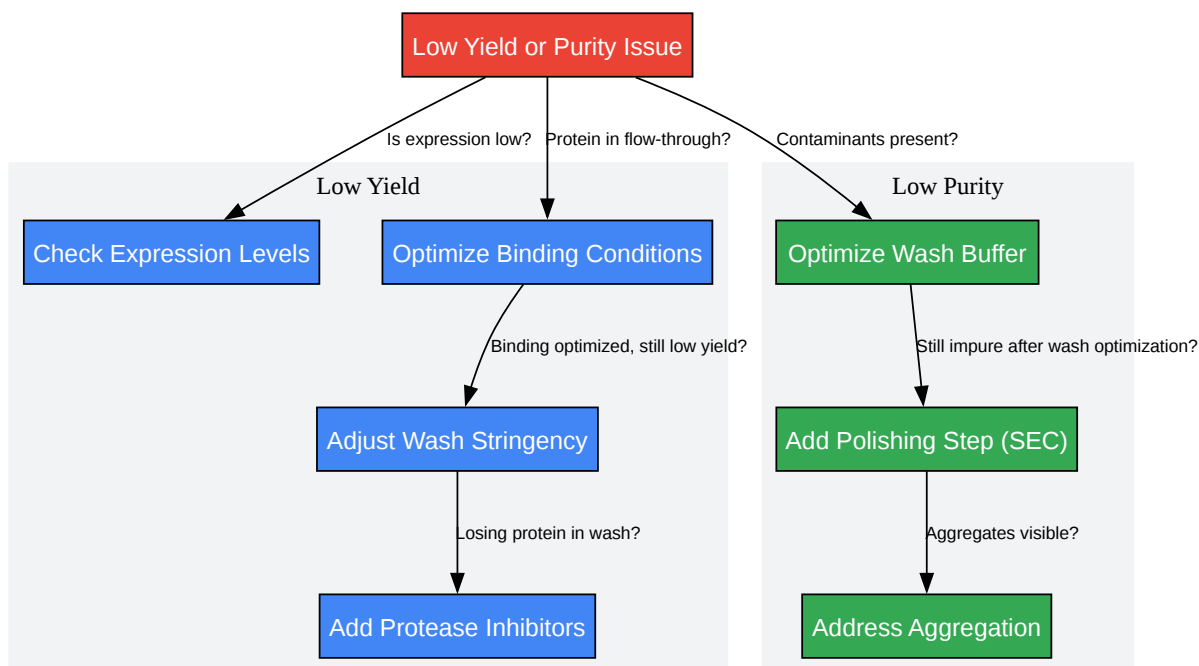 Low Yield or Purity Issue
Is expression low?
Protein in flow-through?
Contaminants present?
Low Yield
Low Purity
Check Expression Levels
Optimize Binding Conditions
Optimize Wash Buffer
Binding optimized, still low yield?
Still impure after wash optimization?
Adjust Wash Stringency
Add Polishing Step (SEC)
Losing protein in wash?
Aggregates visible?
Add Protease Inhibitors
Address Aggregation